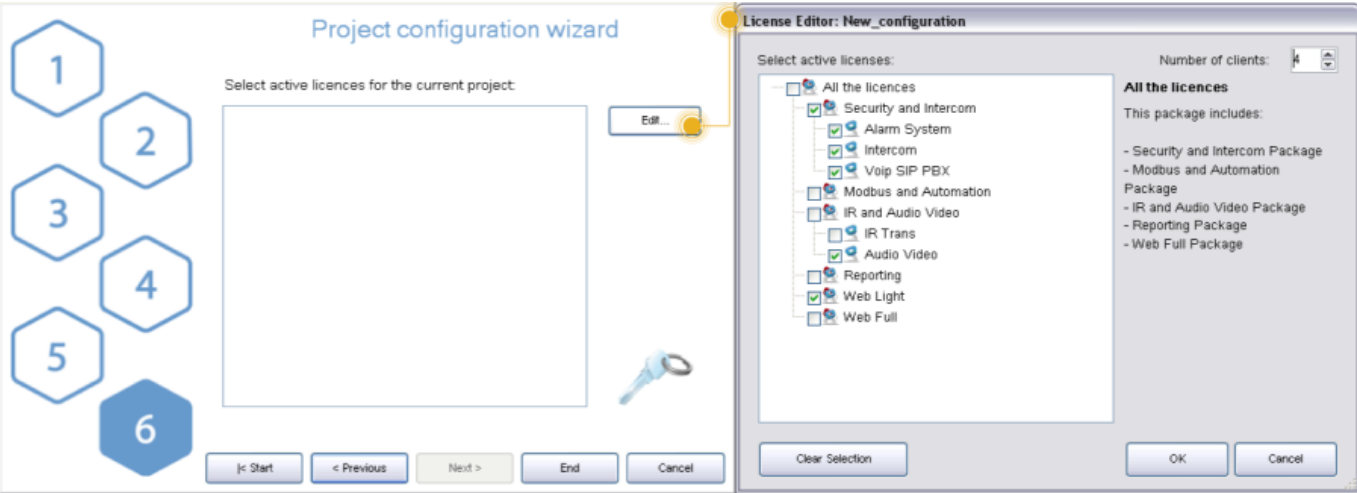 Project configuration wizard
1
2
3
4
5
6
Select active licences for the current project:
Edit...
|< Start
< Previous
Next >
End
Cancel
License Editor: New_configuration
Select active licenses:
Number of clients: 4
All the licences
Security and Intercom
Alarm System
Intercom
Voip SIP PBX
Modbus and Automation
IR and Audio Video
IR Trans
Audio Video
Reporting
Web Light
Web Full
All the licences
This package includes:
- Security and Intercom Package
- Modbus and Automation
Package
- IR and Audio Video Package
- Reporting Package
- Web Full Package
Clear Selection
OK
Cancel